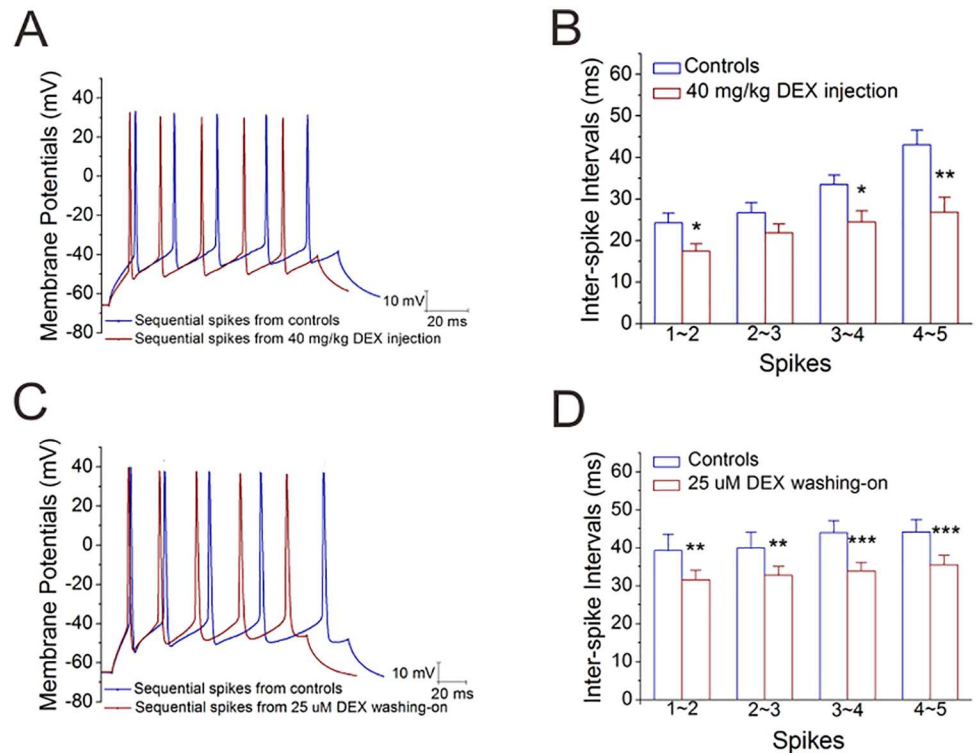 A
Membrane Potentials (mV)
40
20
0
-20
-40
-60
-80
10 mV
20 ms
Sequential spikes from controls
Sequential spikes from 40 mg/kg DEX injection
B
Inter-spike Intervals (ms)
60
50
40
30
20
10
0
Controls
40 mg/kg DEX injection
*
*
**
1~2
2~3
3~4
4~5
Spikes
C
Membrane Potentials (mV)
40
20
0
-20
-40
-60
-80
10 mV
20 ms
Sequential spikes from controls
Sequential spikes from 25 uM DEX washing-on
D
Inter-spike Intervals (ms)
60
50
40
30
20
10
0
Controls
25 uM DEX washing-on
**
**
***
***
1~2
2~3
3~4
4~5
Spikes